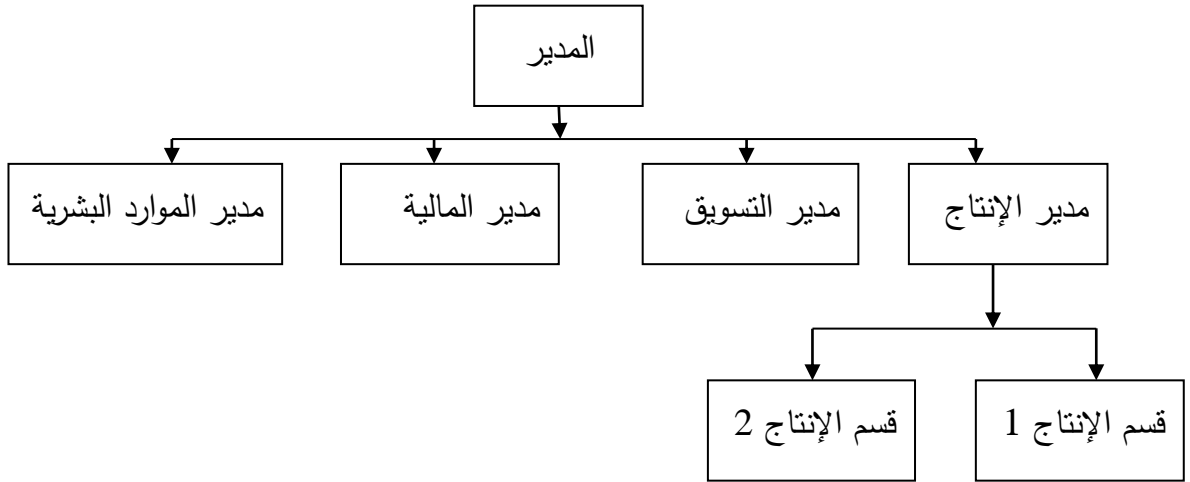 المدير
مدير الإنتاج
مدير التسويق
مدير المالية
مدير الموارد البشرية
قسم الإنتاج 1
قسم الإنتاج 2